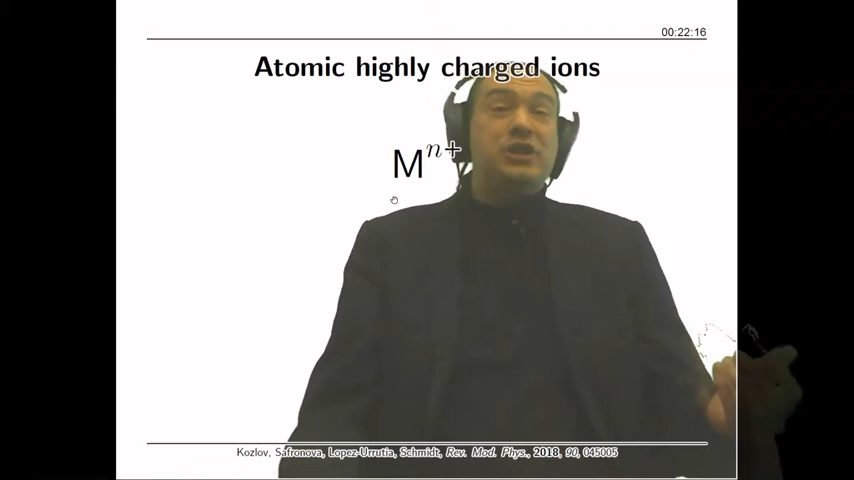 00:22:16
Atomic highly charged ions
Mⁿ⁺
Kozlov, Safronova, Lopez-Urrutia, Schmidt, Rev. Mod. Phys., 2018, 90, 045005